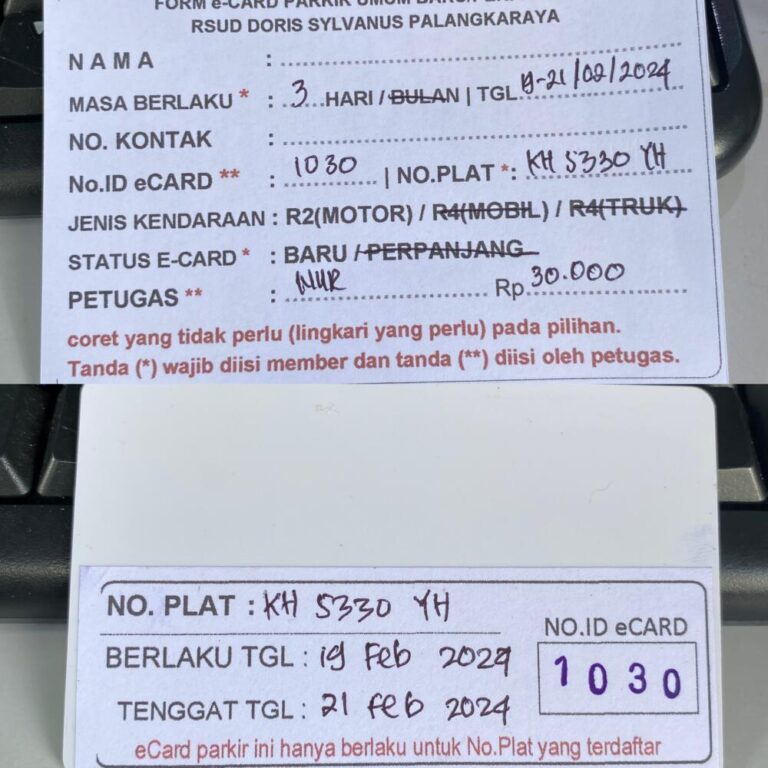 FORM e-CARD PARKIR UMUM
RSUD DORIS SYLVANUS PALANGKARAYA
N A M A :
MASA BERLAKU * : 3 HARI / BULAN | TGL 19-21/02/2024
NO. KONTAK :
No.ID eCARD ** : 1030 | NO.PLAT *: KH 5330 YH
JENIS KENDARAAN : R2(MOTOR) / R4(MOBIL) / R4(TRUK)
STATUS E-CARD * : BARU / PERPANJANG
PETUGAS ** : NUR Rp. 30.000
coret yang tidak perlu (lingkari yang perlu) pada pilihan.
Tanda (*) wajib diisi member dan tanda (**) diisi oleh petugas.
NO. PLAT : KH 5330 YH
NO.ID eCARD
BERLAKU TGL : 19 Feb 2024
1030
TENGGAT TGL : 21 Feb 2024
eCard parkir ini hanya berlaku untuk No.Plat yang terdaftar